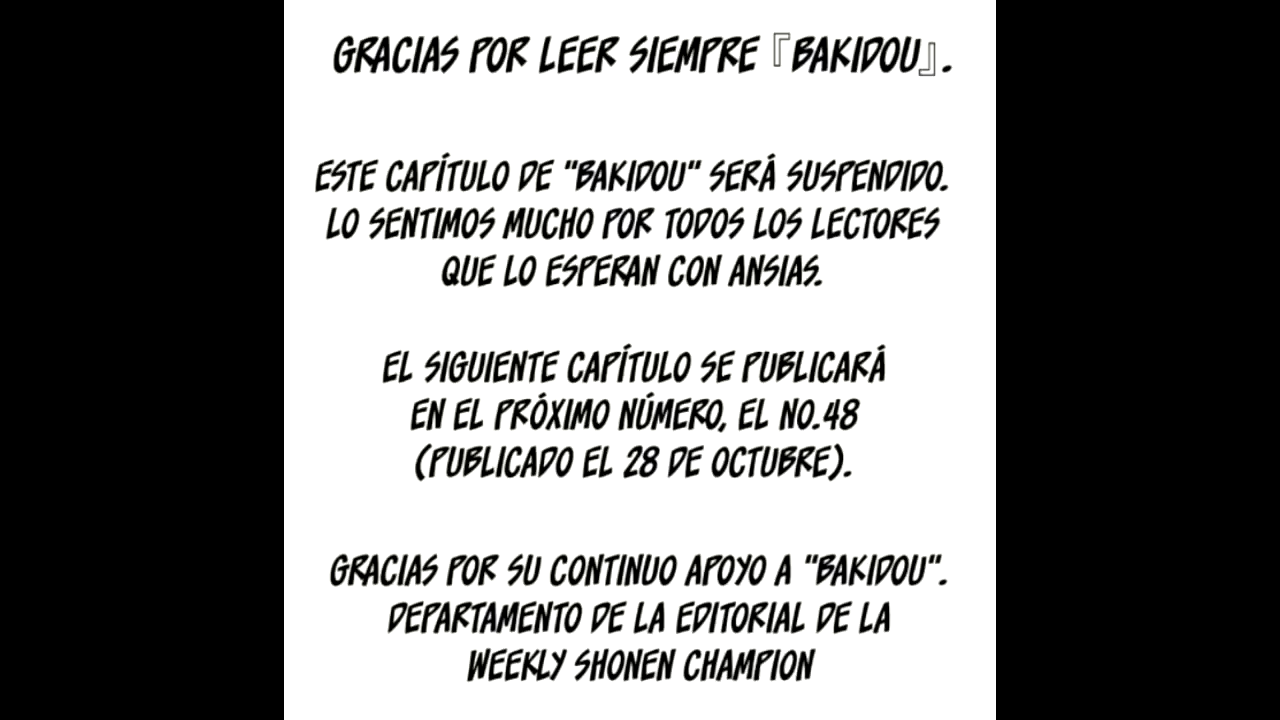 GRACIAS POR LEER SIEMPRE『BAKIDOU』.
ESTE CAPÍTULO DE "BAKIDOU" SERÁ SUSPENDIDO.
LO SENTIMOS MUCHO POR TODOS LOS LECTORES
QUE LO ESPERAN CON ANSIAS.
EL SIGUIENTE CAPÍTULO SE PUBLICARÁ
EN EL PRÓXIMO NÚMERO, EL NO.48
(PUBLICADO EL 28 DE OCTUBRE).
GRACIAS POR SU CONTINUO APOYO A "BAKIDOU".
DEPARTAMENTO DE LA EDITORIAL DE LA
WEEKLY SHONEN CHAMPION